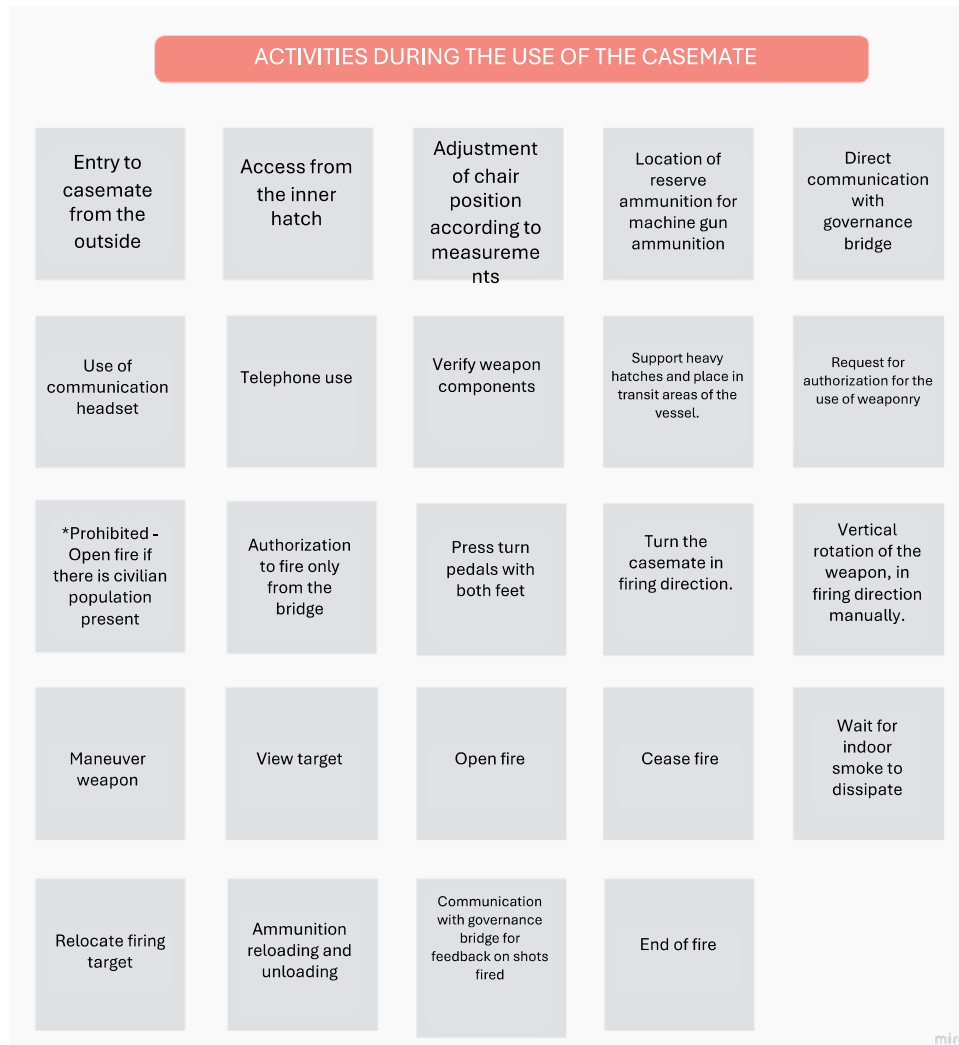 ACTIVITIES DURING THE USE OF THE CASEMATE
Entry to
casemate
from the
outside
Access from
the inner
hatch
Adjustment
of chair
position
according to
measureme
nts
Location of
reserve
ammunition for
machine gun
ammunition
Direct
communication
with
governance
bridge
Use of
communication
headset
Telephone use
Verify weapon
components
Support heavy
hatches and place in
transit areas of the
vessel.
Request for
authorization for the
use of weaponry
*Prohibited -
Open fire if
there is civilian
population
present
Authorization
to fire only
from the
bridge
Press turn
pedals with
both feet
Turn the
casemate in
firing direction.
Vertical
rotation of the
weapon, in
firing direction
manually.
Maneuver
weapon
View target
Open fire
Cease fire
Wait for
indoor
smoke to
dissipate
Relocate firing
target
Ammunition
reloading and
unloading
Communication
with governance
bridge for
feedback on shots
fired
End of fire